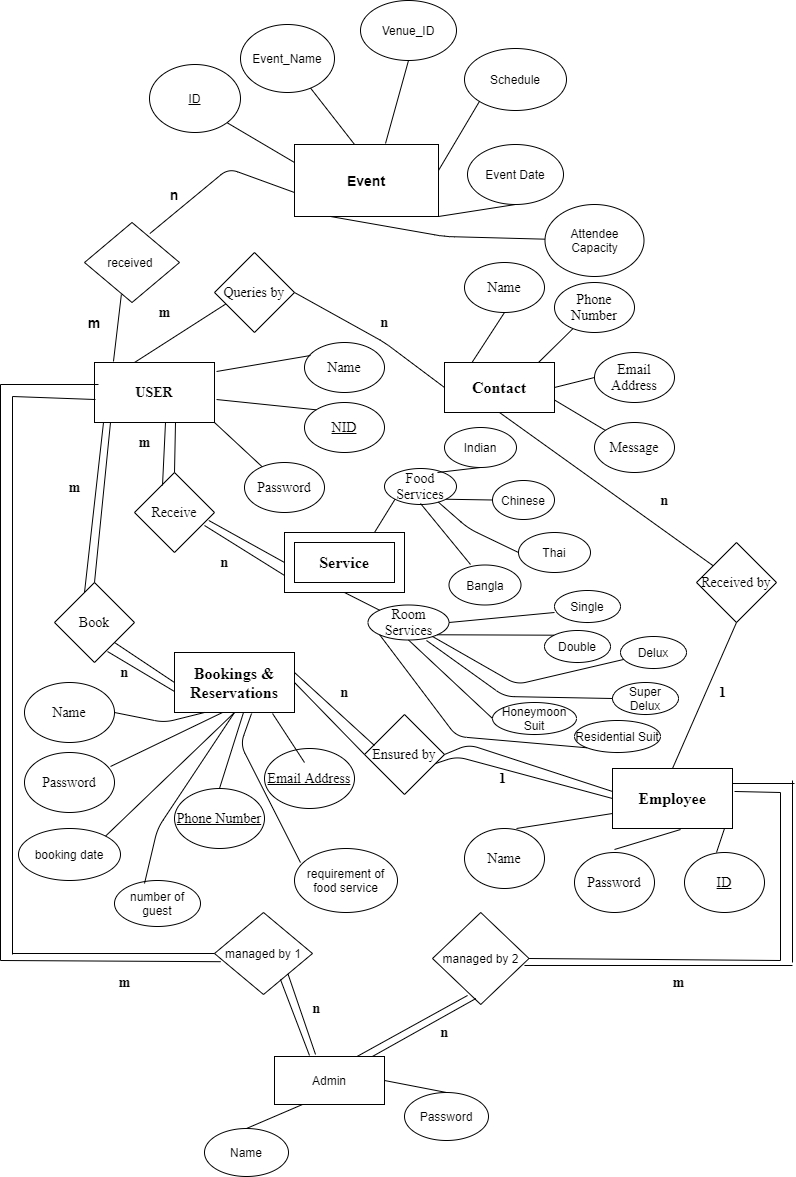 Venue_ID
Event_Name
Schedule
ID
Event
Event Date
n
Attendee
Capacity
received
Queries by
Name
Phone
Number
m
m
n
Name
Email
Address
USER
Contact
NID
m
Message
Indian
m
Password
Food
Services
Chinese
n
Receive
Thai
n
Service
Bangla
Received by
Single
Book
Room
Services
Double
Delux
n
Bookings &
Reservations
n
Super
Delux
1
Name
Honeymoon
Suit
Residential Suit
Ensured by
Password
Email Address
1
Employee
Phone Number
booking date
Name
requirement of
food service
Password
ID
number of
guest
managed by 1
managed by 2
m
m
n
n
Admin
Password
Name